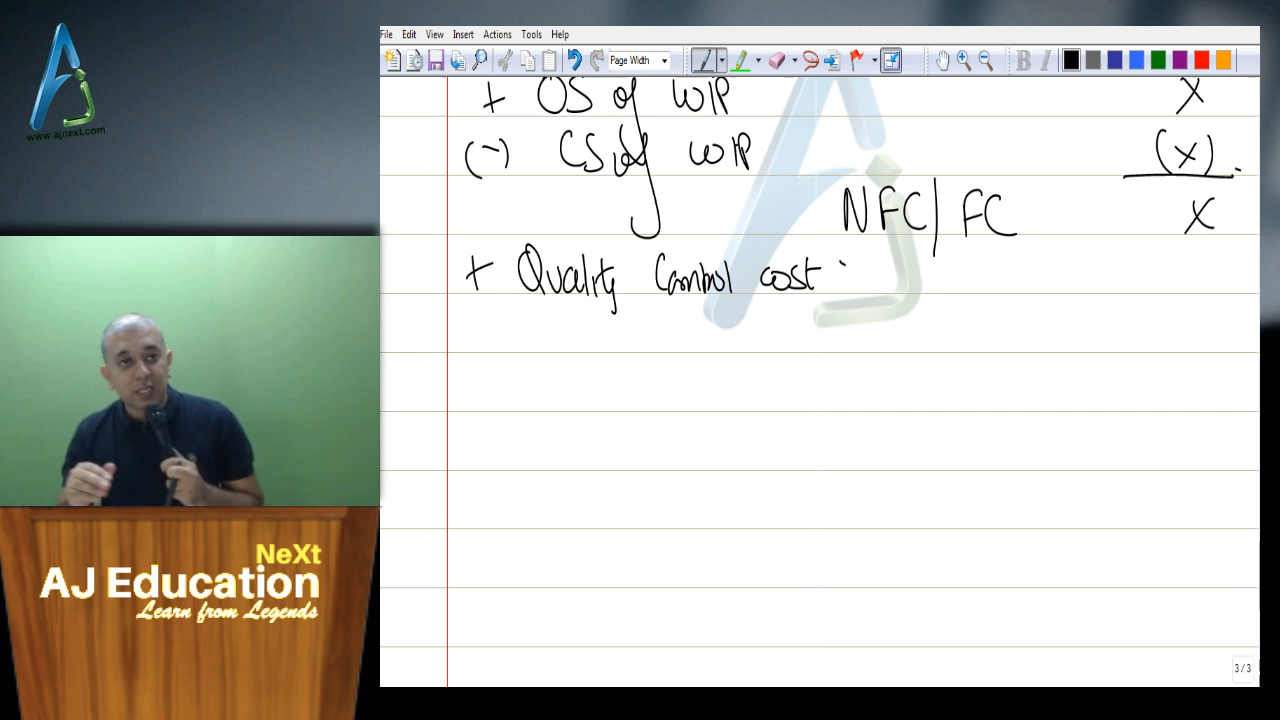 www.ajnext.com
File Edit View Insert Actions Tools Help
Page Width
B I
+ OS of WIP X
(-) CS of WIP (X)
NFC | FC X
+ Quality Control cost
NeXt
AJ Education
Learn from Legends
3/3